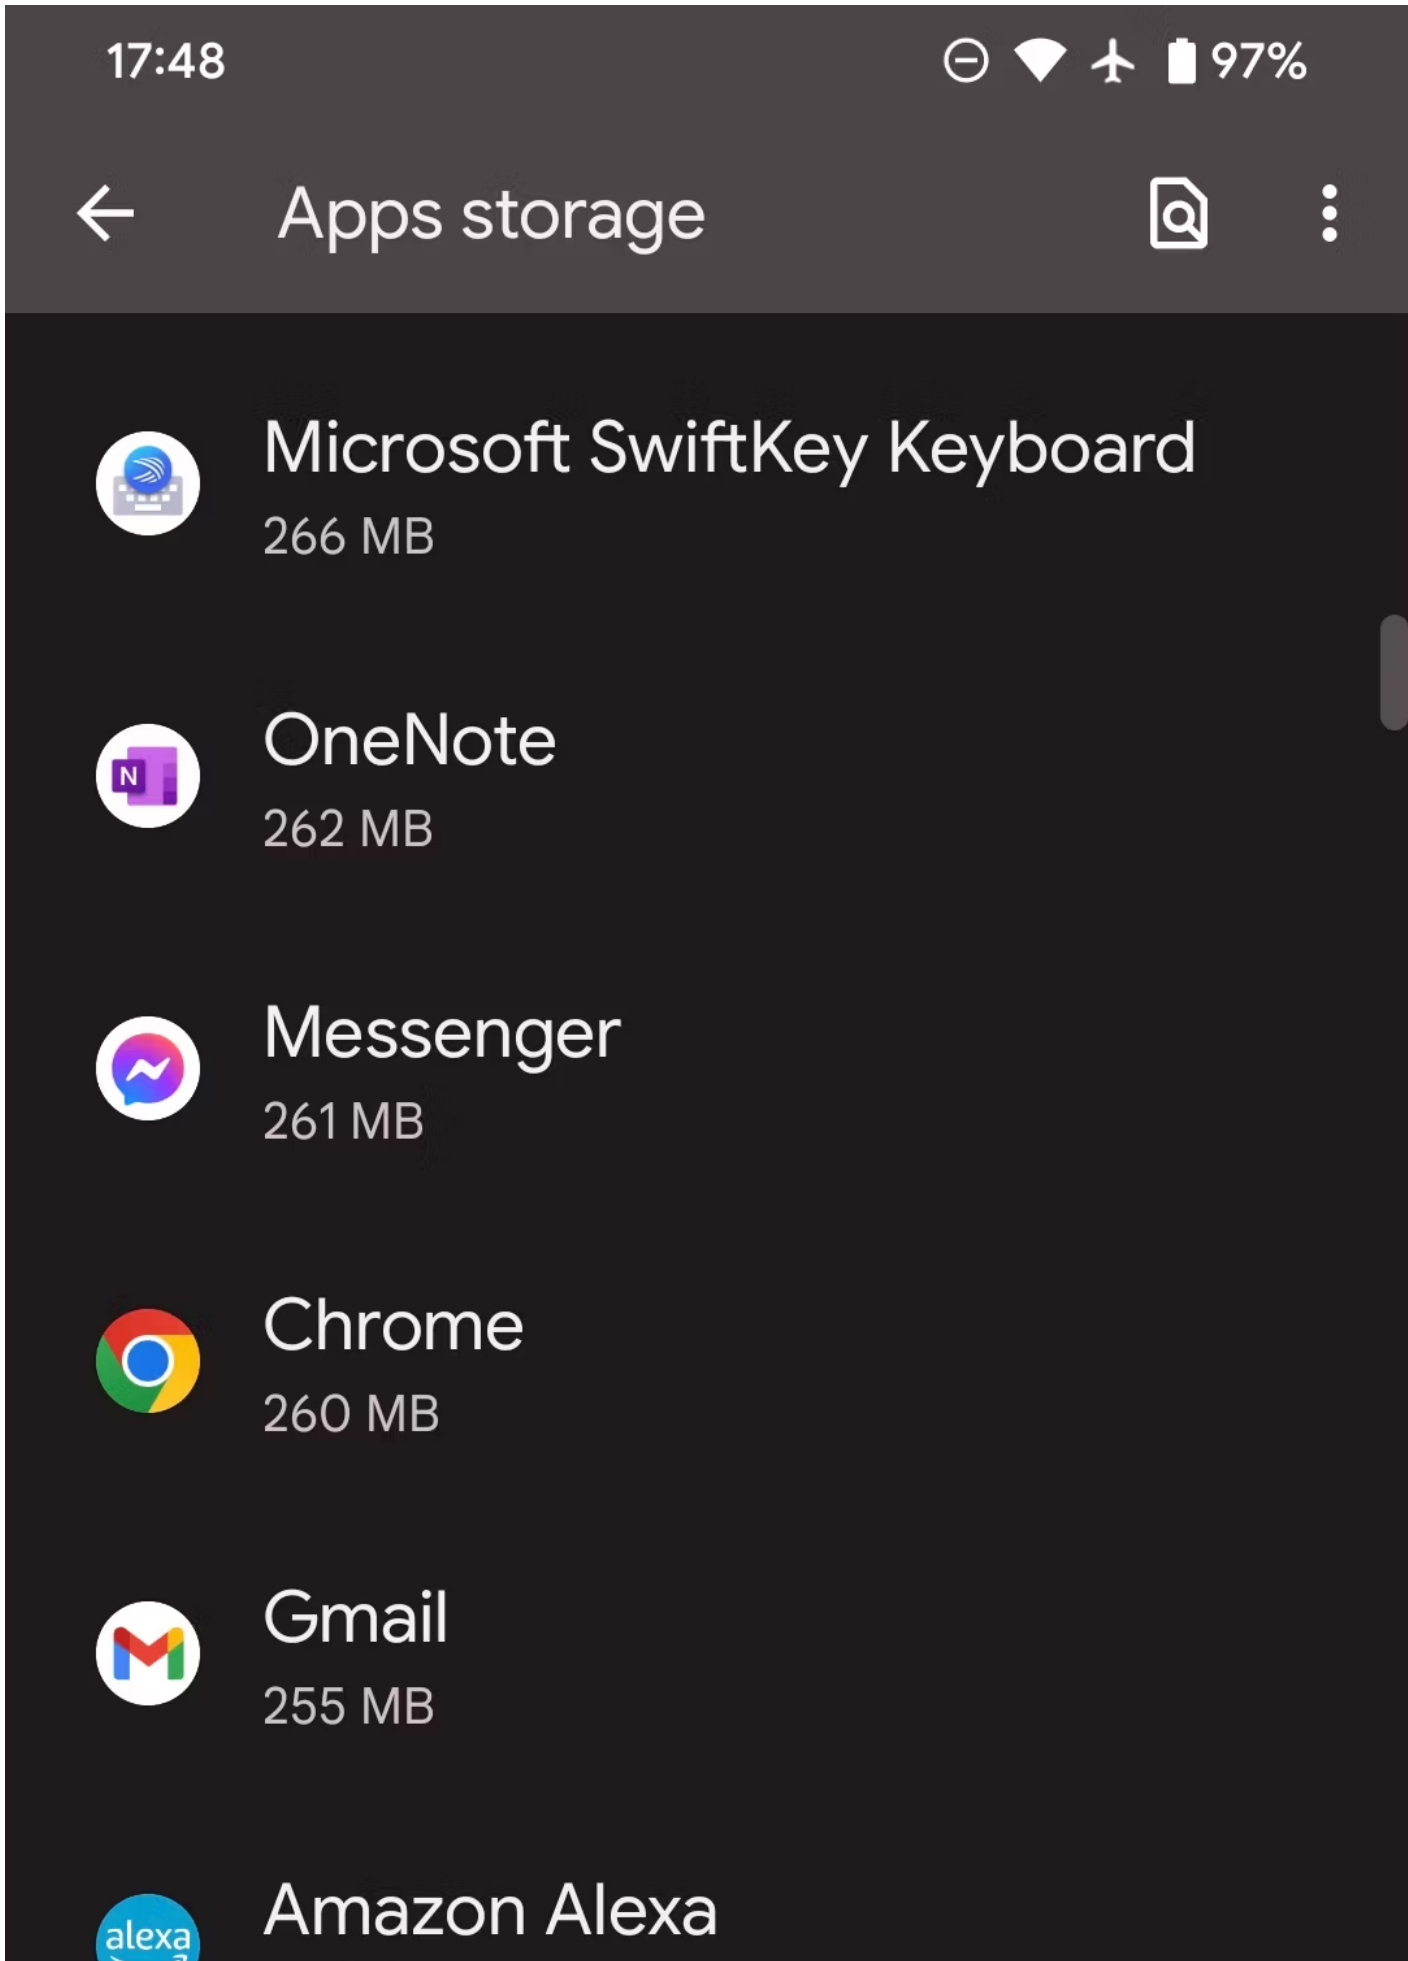 17:48 97%
Apps storage
Microsoft SwiftKey Keyboard
266 MB
N
OneNote
262 MB
Messenger
261 MB
Chrome
260 MB
Gmail
255 MB
Amazon Alexa
alexa